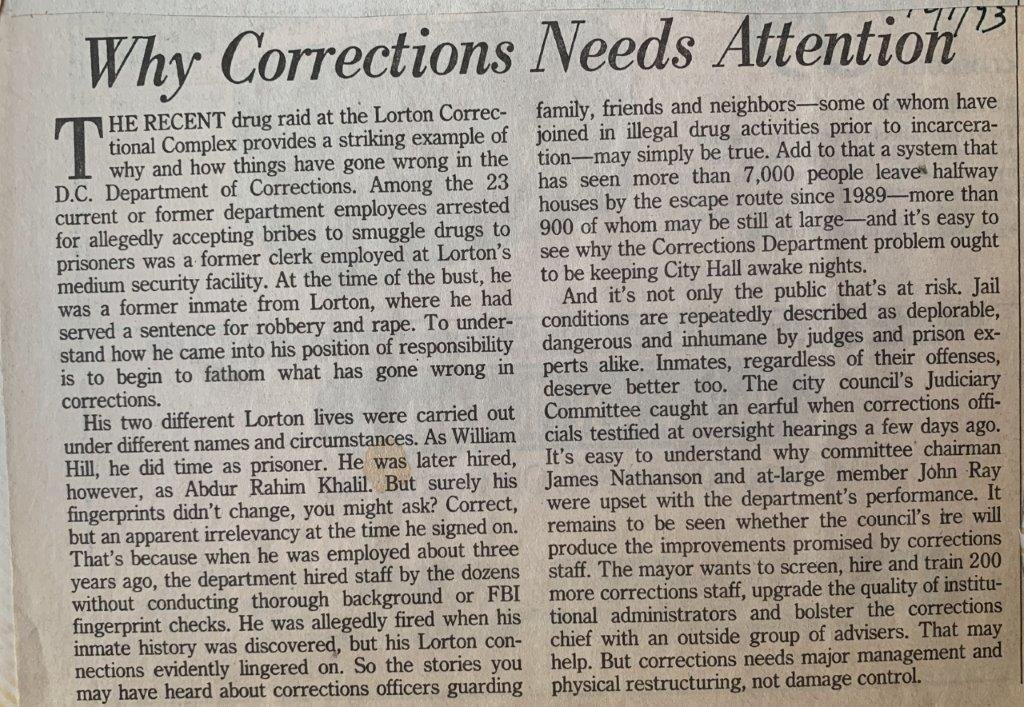 Why Corrections Needs Attention
THE RECENT drug raid at the Lorton Correc-
tional Complex provides a striking example of
why and how things have gone wrong in the
D.C. Department of Corrections. Among the 23
current or former department employees arrested
for allegedly accepting bribes to smuggle drugs to
prisoners was a former clerk employed at Lorton's
medium security facility. At the time of the bust, he
was a former inmate from Lorton, where he had
served a sentence for robbery and rape. To under-
stand how he came into his position of responsibility
is to begin to fathom what has gone wrong in
corrections.
His two different Lorton lives were carried out
under different names and circumstances. As William
Hill, he did time as prisoner. He was later hired,
however, as Abdur Rahim Khalil. But surely his
fingerprints didn't change, you might ask? Correct,
but an apparent irrelevancy at the time he signed on.
That's because when he was employed about three
years ago, the department hired staff by the dozens
without conducting thorough background or FBI
fingerprint checks. He was allegedly fired when his
inmate history was discovered, but his Lorton con-
nections evidently lingered on. So the stories you
may have heard about corrections officers guarding
family, friends and neighbors—some of whom have
joined in illegal drug activities prior to incarcera-
tion—may simply be true. Add to that a system that
has seen more than 7,000 people leave halfway
houses by the escape route since 1989—more than
900 of whom may be still at large—and it's easy to
see why the Corrections Department problem ought
to be keeping City Hall awake nights.
And it's not only the public that's at risk. Jail
conditions are repeatedly described as deplorable,
dangerous and inhumane by judges and prison ex-
perts alike. Inmates, regardless of their offenses,
deserve better too. The city council's Judiciary
Committee caught an earful when corrections offi-
cials testified at oversight hearings a few days ago.
It's easy to understand why committee chairman
James Nathanson and at-large member John Ray
were upset with the department's performance. It
remains to be seen whether the council's ire will
produce the improvements promised by corrections
staff. The mayor wants to screen, hire and train 200
more corrections staff, upgrade the quality of institu-
tional administrators and bolster the corrections
chief with an outside group of advisers. That may
help. But corrections needs major management and
physical restructuring, not damage control.